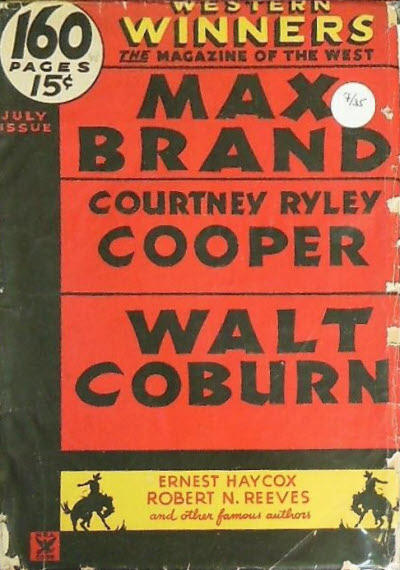 WESTERN
WINNERS
THE MAGAZINE OF THE WEST
160
PAGES
15¢
JULY
ISSUE
7/35
MAX
BRAND
COURTNEY RYLEY
COOPER
WALT
COBURN
ERNEST HAYCOX
ROBERT N. REEVES
and other famous authors